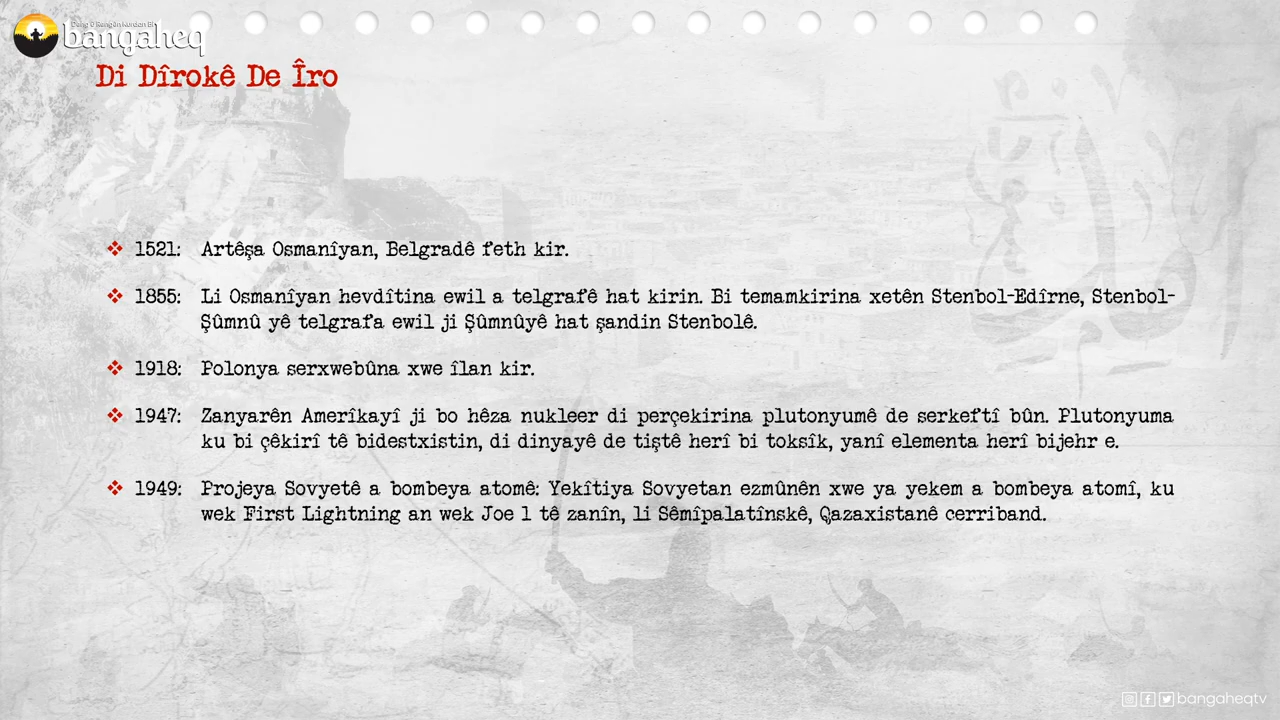 Deng Û Rengên Kurdan Bi
bangaheq
Di Dîrokê De Îro
❖ 1521: Artêşa Osmanîyan, Belgradê feth kir.
❖ 1855: Li Osmanîyan hevdîtina ewil a telgrafê hat kirin. Bi temamkirina xetên Stenbol-Edîrne, Stenbol-
Şûmnû yê telgrafa ewil ji Şûmnûyê hat şandin Stenbolê.
❖ 1918: Polonya serxwebûna xwe îlan kir.
❖ 1947: Zanyarên Amerîkayî ji bo hêza nukleer di perçekirina plutonyumê de serkeftî bûn. Plutonyuma
ku bi çêkirî tê bidestxistin, di dinyayê de tiştê herî bi toksîk, yanî elementa herî bijehr e.
❖ 1949: Projeya Sovyetê a bombeya atomê: Yekîtiya Sovyetan ezmûnên xwe ya yekem a bombeya atomî, ku
wek First Lightning an wek Joe 1 tê zanîn, li Sêmîpalatînskê, Qazaxistanê cerriband.
bangaheqtv